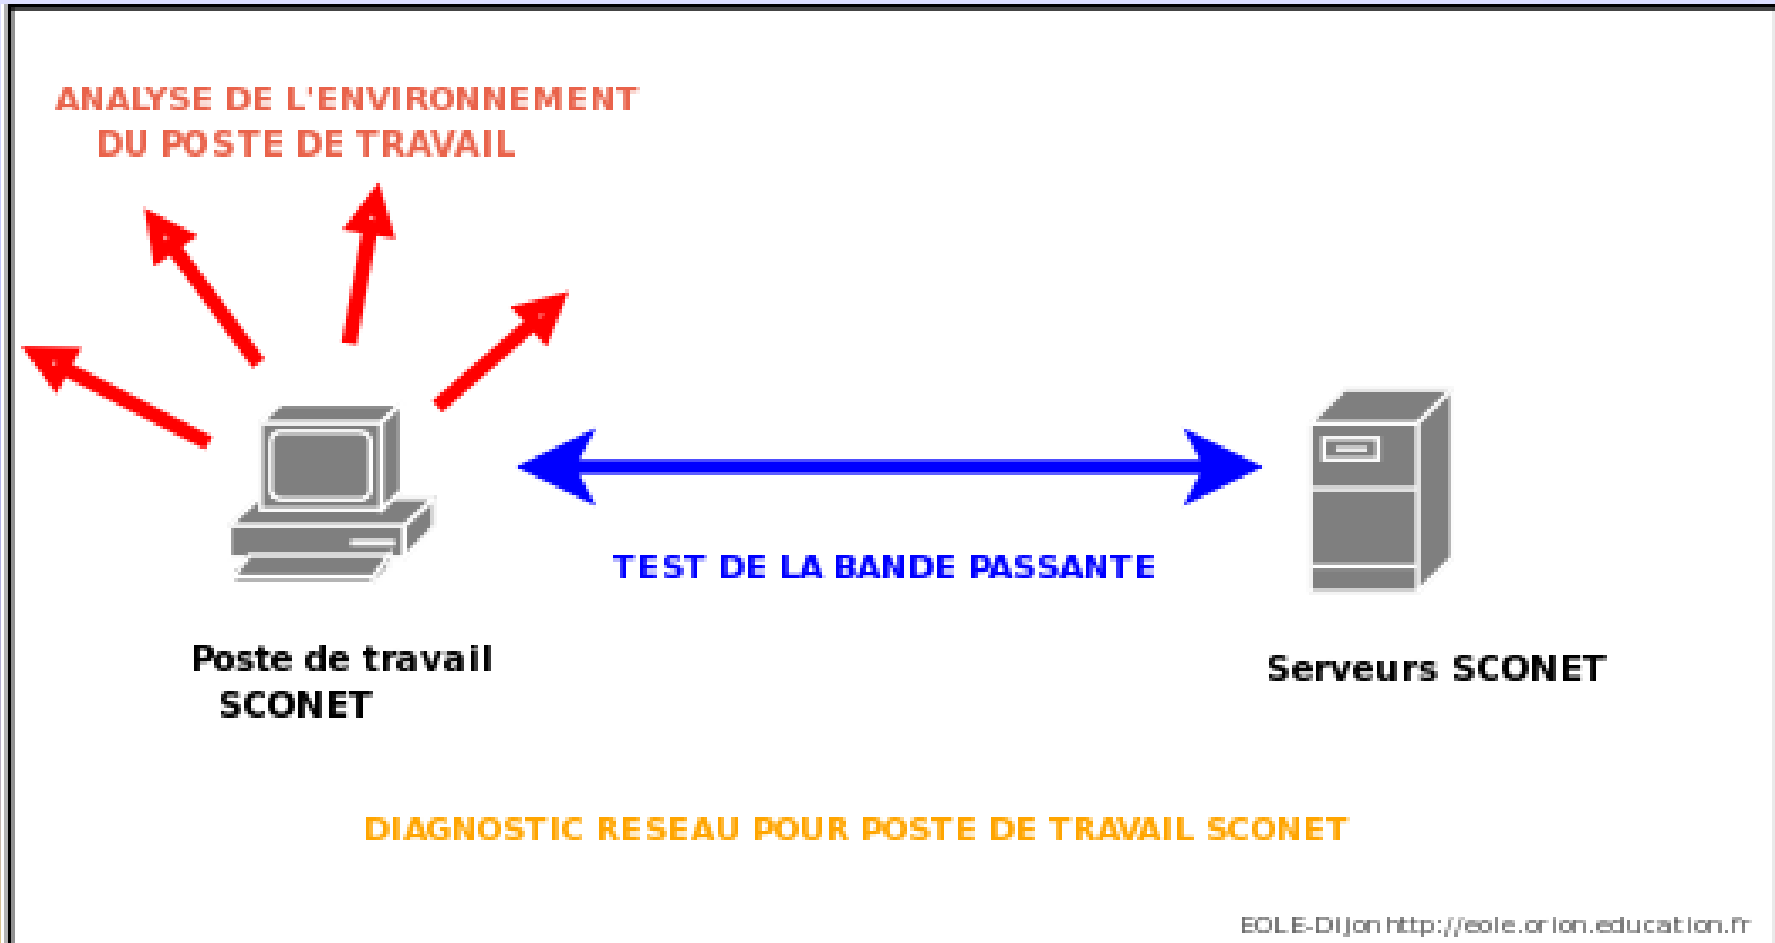 ANALYSE DE L'ENVIRONNEMENT
DU POSTE DE TRAVAIL
TEST DE LA BANDE PASSANTE
Poste de travail
SCONET
Serveurs SCONET
DIAGNOSTIC RESEAU POUR POSTE DE TRAVAIL SCONET
EOLE-Dijon http://eole.orion.education.fr